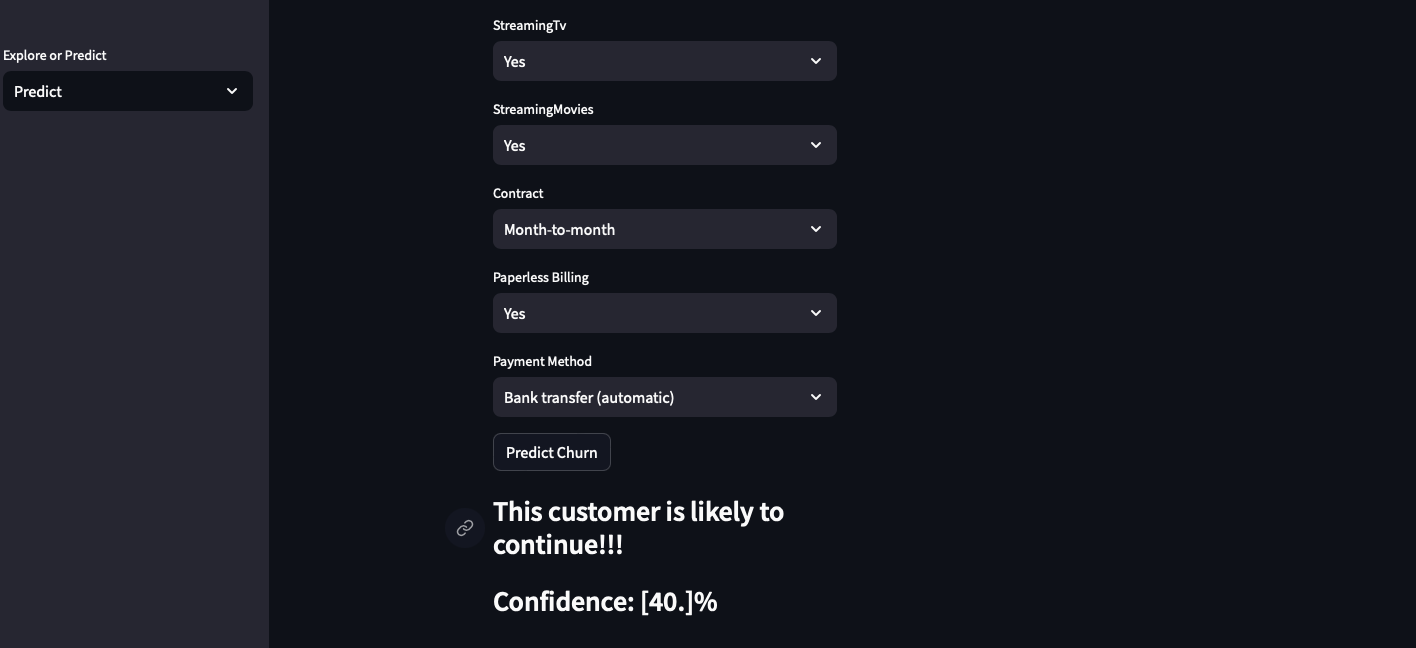 Explore or Predict
Predict
StreamingTv
Yes
StreamingMovies
Yes
Contract
Month-to-month
Paperless Billing
Yes
Payment Method
Bank transfer (automatic)
Predict Churn
This customer is likely to
continue!!!
Confidence: [40.]%